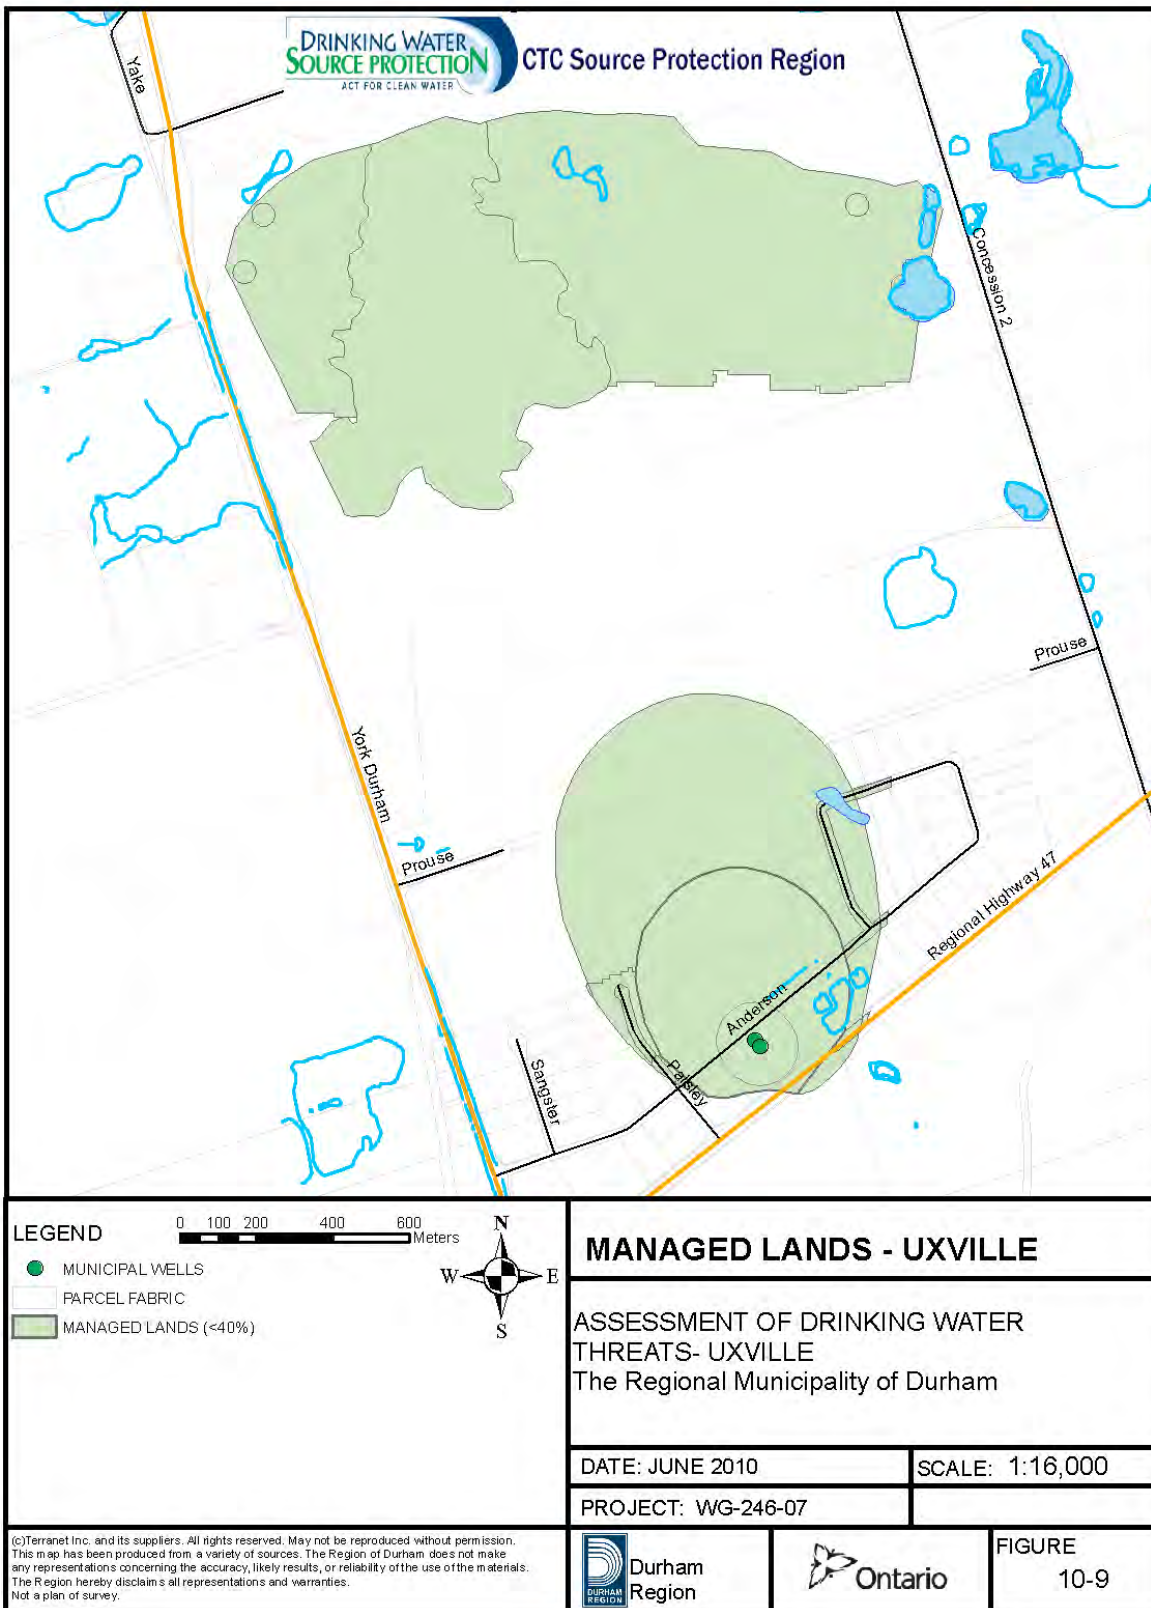 DRINKING WATER
SOURCE PROTECTION
ACT FOR CLEAN WATER
CTC Source Protection Region
Yake
Concession 2
Prouse
York Durham
Prouse
Regional Highway 47
Anderson
Paisley
Sangster
LEGEND
0 100 200 400 600
Meters
MUNICIPAL WELLS
PARCEL FABRIC
MANAGED LANDS (<40%)
N
W E
S
MANAGED LANDS - UXVILLE
ASSESSMENT OF DRINKING WATER
THREATS- UXVILLE
The Regional Municipality of Durham
DATE: JUNE 2010
SCALE: 1:16,000
PROJECT: WG-246-07
(c)Terranet Inc. and its suppliers. All rights reserved. May not be reproduced without permission.
This map has been produced from a variety of sources. The Region of Durham does not make
any representations concerning the accuracy, likely results, or reliability of the use of the materials.
The Region hereby disclaims all representations and warranties.
Not a plan of survey.
DURHAM
REGION
Durham
Region
Ontario
FIGURE
10-9